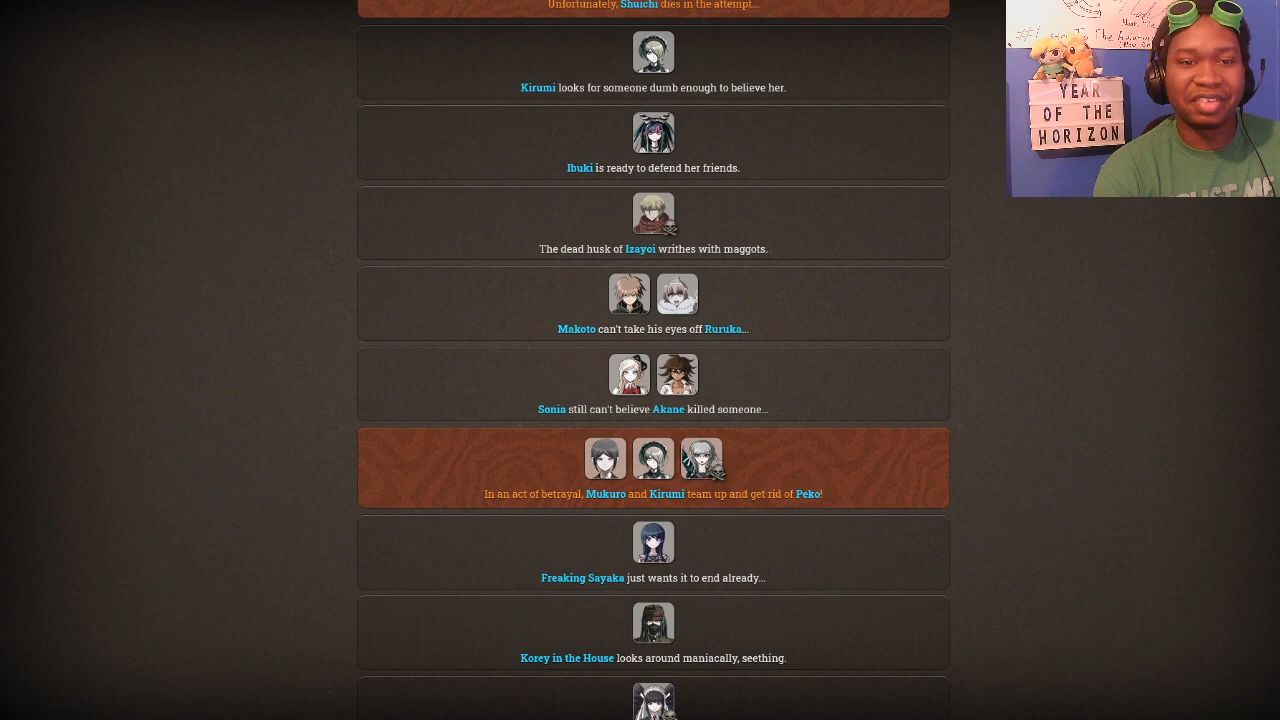 Unfortunately, Shuichi dies in the attempt...
Kirumi looks for someone dumb enough to believe her.
Ibuki is ready to defend her friends.
The dead husk of Izayoi writhes with maggots.
Makoto can't take his eyes off Ruruka...
Sonia still can't believe Akane killed someone...
In an act of betrayal, Mukuro and Kirumi team up and get rid of Peko!
Freaking Sayaka just wants it to end already...
Korey in the House looks around maniacally, seething.
YEAR
OF THE
HORIZON